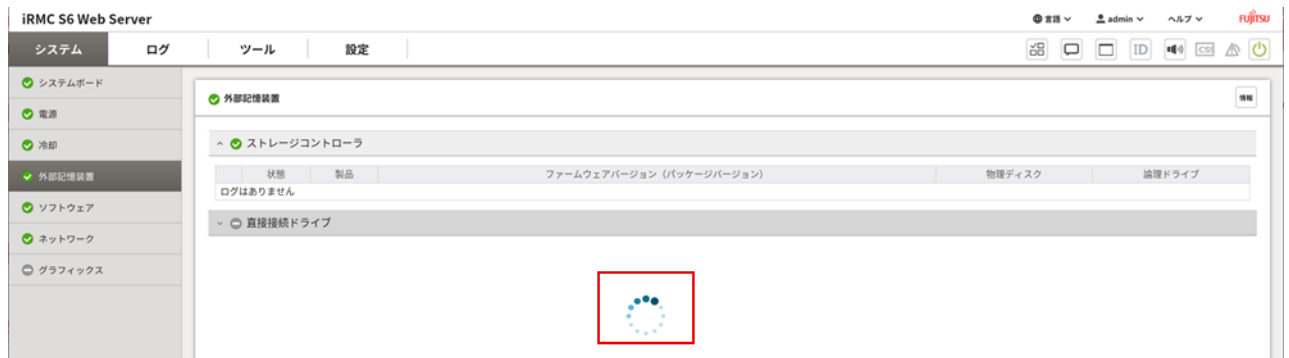 iRMC S6 Web Server
言語 admin ヘルプ FUJITSU
システム ログ ツール 設定 ID CSS
システムボード
電源
冷却
外部記憶装置
ソフトウェア
ネットワーク
グラフィックス
外部記憶装置 情報
ストレージコントローラ
状態 製品 ファームウェアバージョン（パッケージバージョン） 物理ディスク 論理ドライブ
ログはありません
直接接続ドライブ